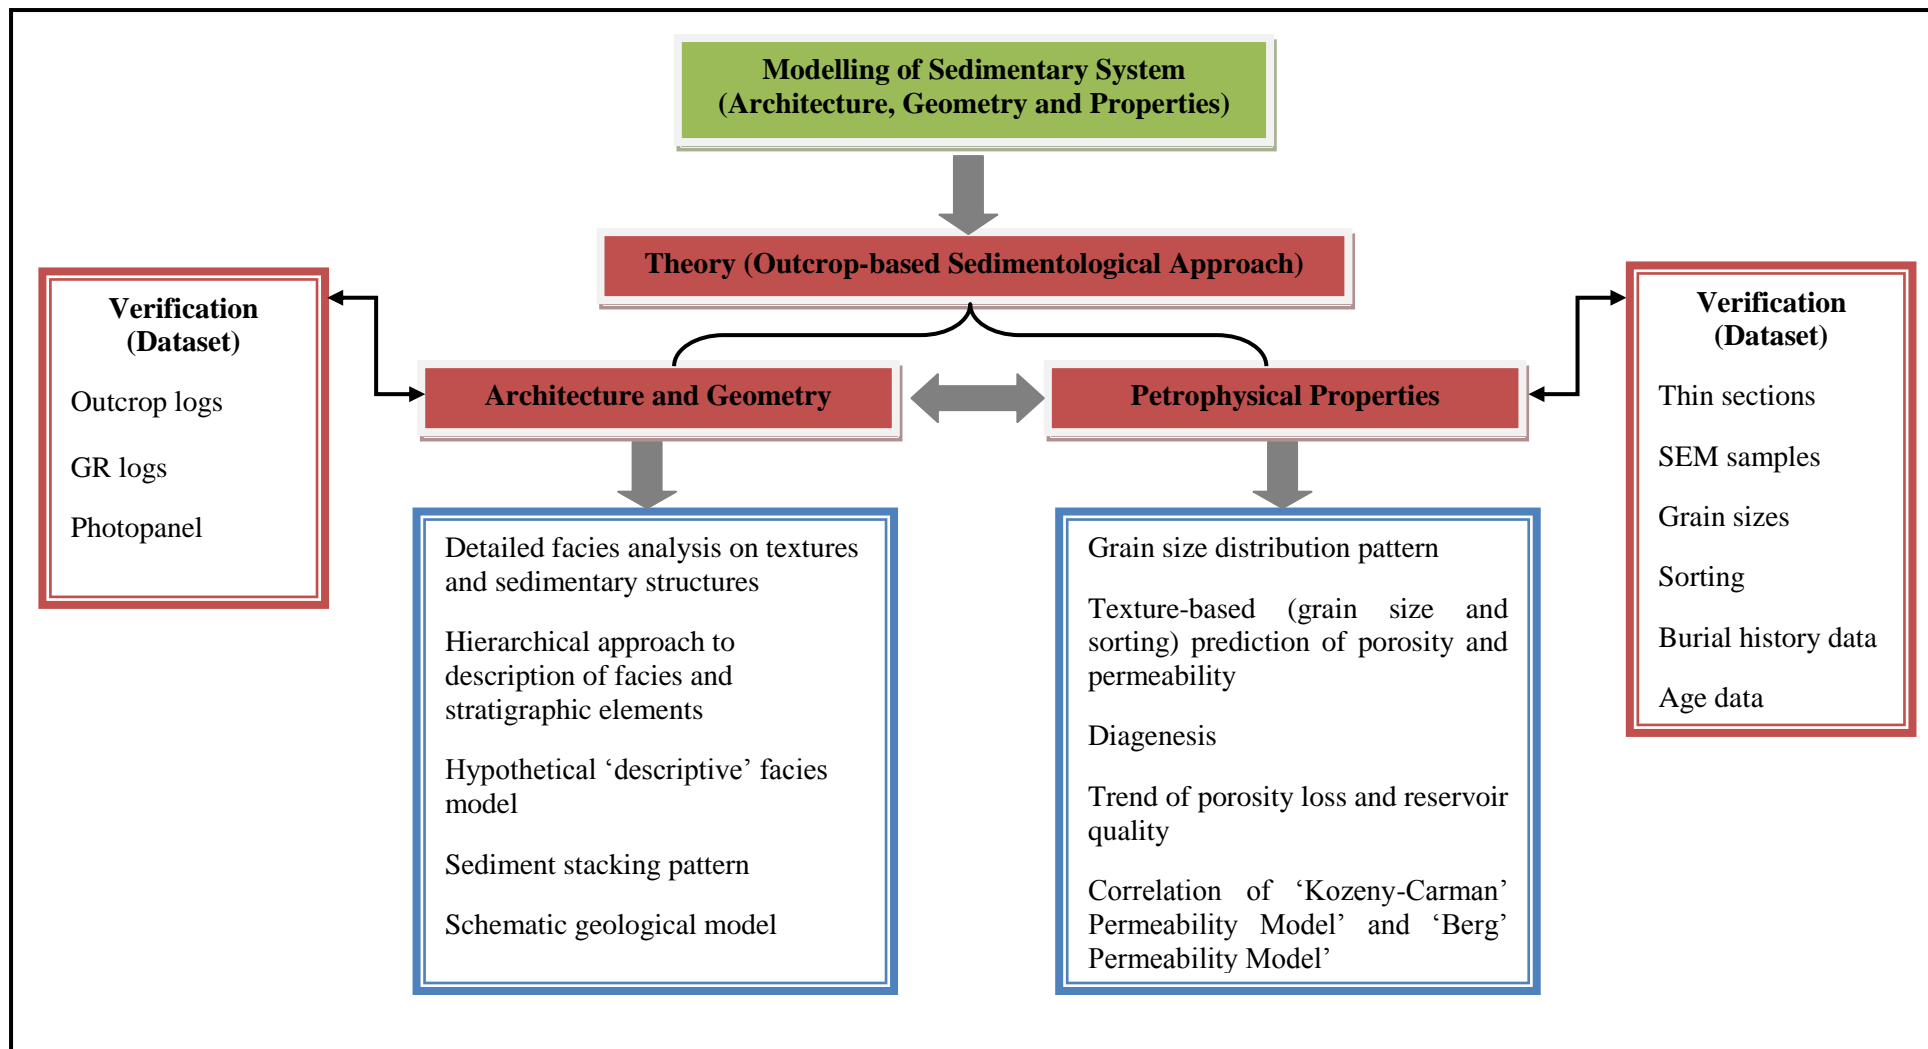 Modelling of Sedimentary System
(Architecture, Geometry and Properties)
Theory (Outcrop-based Sedimentological Approach)
Verification
(Dataset)
Outcrop logs
GR logs
Photopanel
Architecture and Geometry
Petrophysical Properties
Verification
(Dataset)
Thin sections
SEM samples
Grain sizes
Sorting
Burial history data
Age data
Detailed facies analysis on textures
and sedimentary structures
Hierarchical approach to
description of facies and
stratigraphic elements
Hypothetical ‘descriptive’ facies
model
Sediment stacking pattern
Schematic geological model
Grain size distribution pattern
Texture-based (grain size and
sorting) prediction of porosity and
permeability
Diagenesis
Trend of porosity loss and reservoir
quality
Correlation of ‘Kozeny-Carman’
Permeability Model’ and ‘Berg’
Permeability Model’